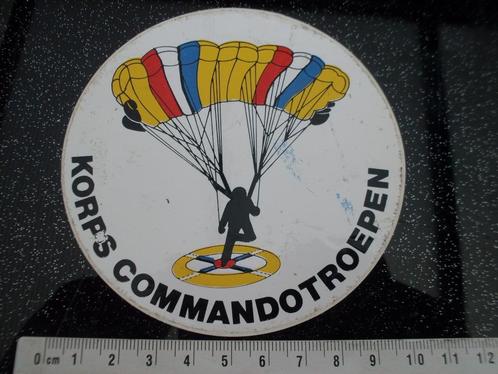 KORPS COMMANDOTROEPEN
0 cm 1 2 3 4 5 6 7 8 9 10 11 12